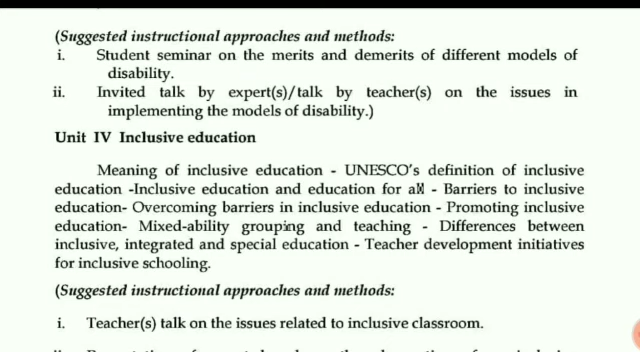 (Suggested instructional approaches and methods:
i. Student seminar on the merits and demerits of different models of
disability.
ii. Invited talk by expert(s)/talk by teacher(s) on the issues in
implementing the models of disability.)
Unit IV Inclusive education
Meaning of inclusive education - UNESCO's definition of inclusive
education -Inclusive education and education for all - Barriers to inclusive
education- Overcoming barriers in inclusive education - Promoting inclusive
education- Mixed-ability grouping and teaching - Differences between
inclusive, integrated and special education - Teacher development initiatives
for inclusive schooling.
(Suggested instructional approaches and methods:
i. Teacher(s) talk on the issues related to inclusive classroom.